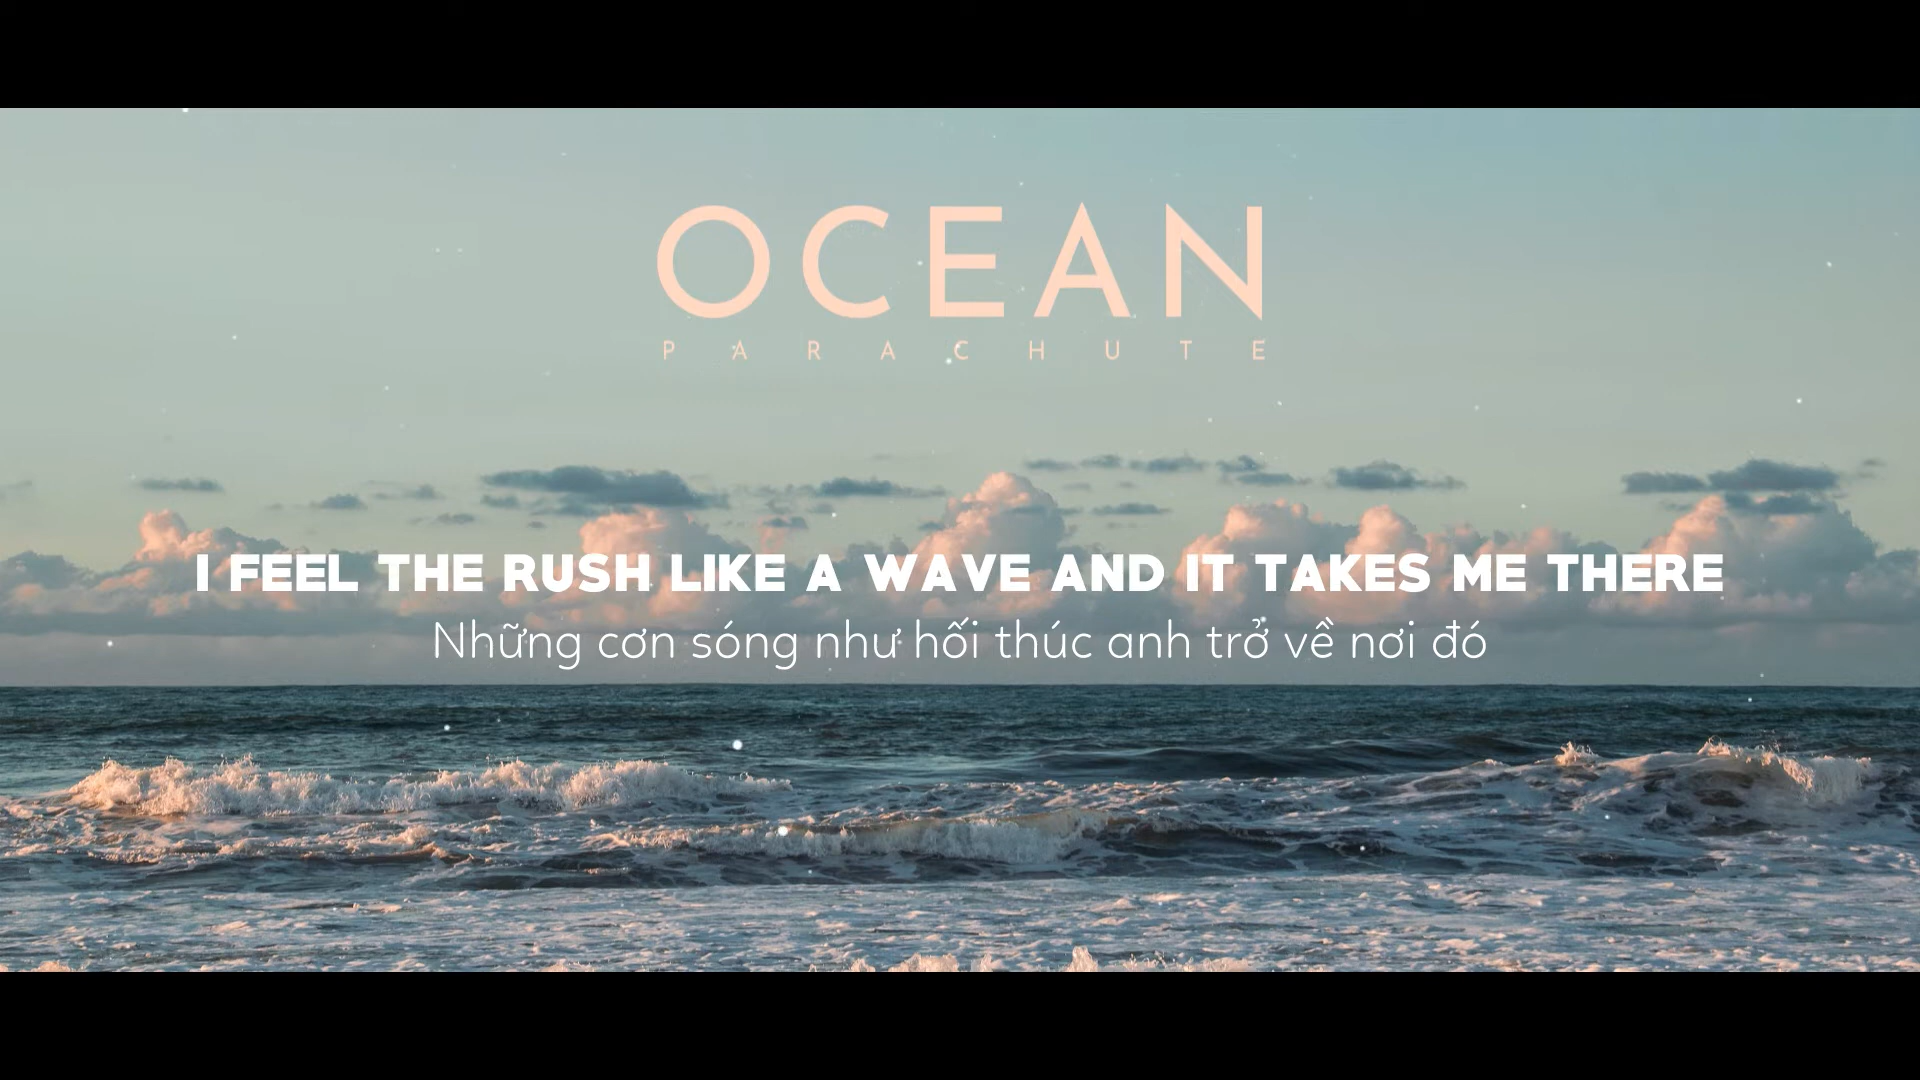 OCEAN
PARACHUTE
I FEEL THE RUSH LIKE A WAVE AND IT TAKES ME THERE
Những cơn sóng như hối thúc anh trở về nơi đó